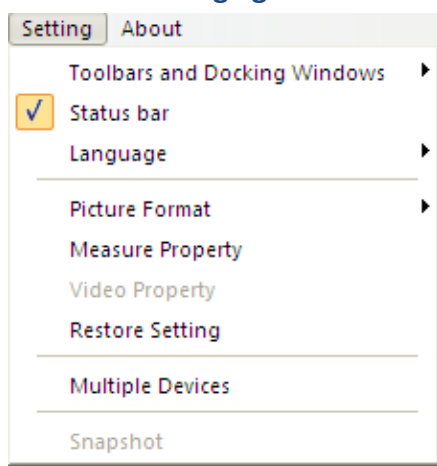 Setting About
Toolbars and Docking Windows
Status bar
Language
Picture Format
Measure Property
Video Property
Restore Setting
Multiple Devices
Snapshot